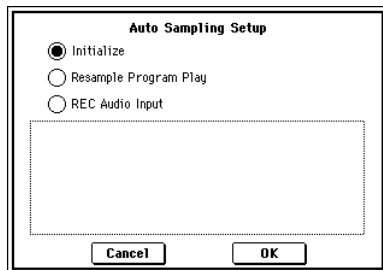 Auto Sampling Setup
Initialize
Resample Program Play
REC Audio Input
Cancel OK